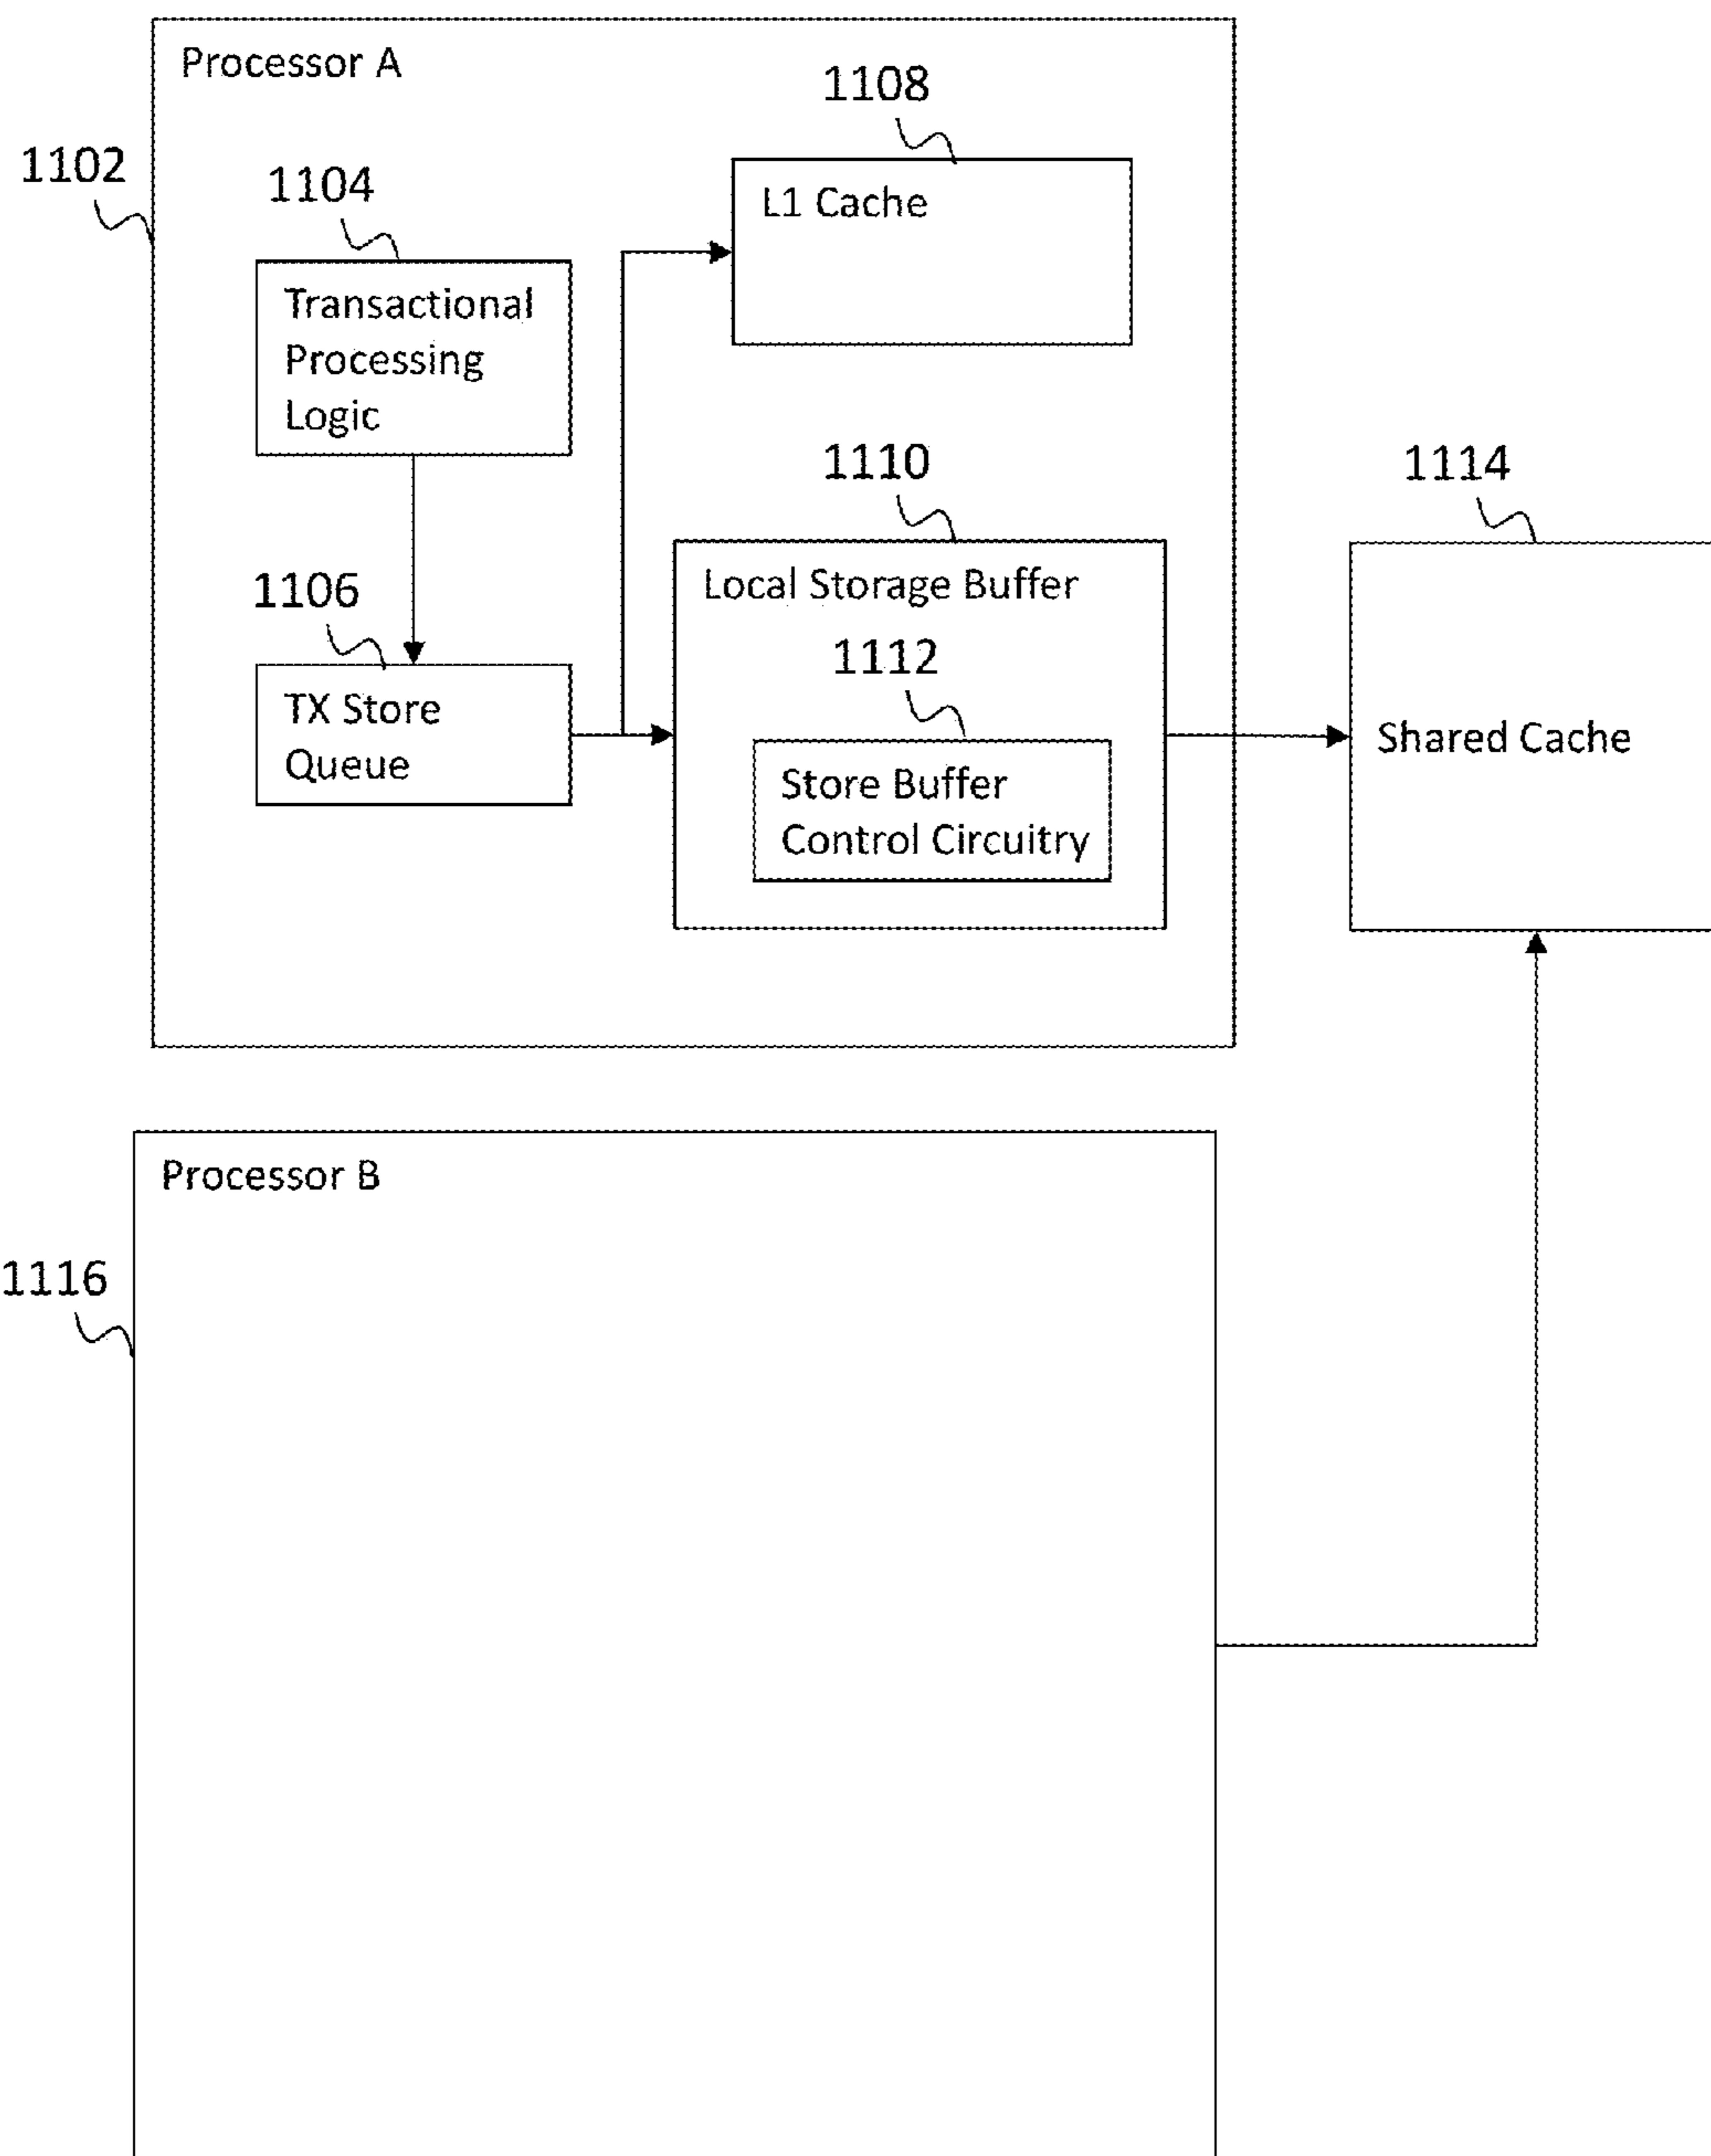 Processor A
1108
1102
1104
L1 Cache
Transactional
Processing
Logic
1110
1114
1106
Local Storage Buffer
1112
TX Store
Queue
Shared Cache
Store Buffer
Control Circuitry
Processor B
1116